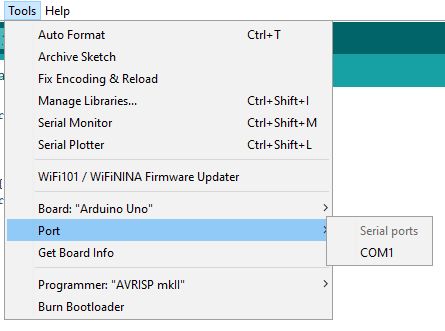 Tools Help
Auto Format Ctrl+T
Archive Sketch
Fix Encoding & Reload
Manage Libraries... Ctrl+Shift+I
Serial Monitor Ctrl+Shift+M
Serial Plotter Ctrl+Shift+L
WiFi101 / WiFiNINA Firmware Updater
Board: "Arduino Uno"
Port
Serial ports
COM1
Get Board Info
Programmer: "AVRISP mkII"
Burn Bootloader